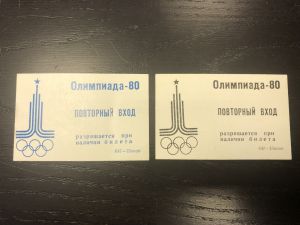 Олимпиада-80
ПОВТОРНЫЙ ВХОД
разрешается при
наличии билета
Олимпиада-80
ПОВТОРНЫЙ ВХОД
разрешается при
наличии билета